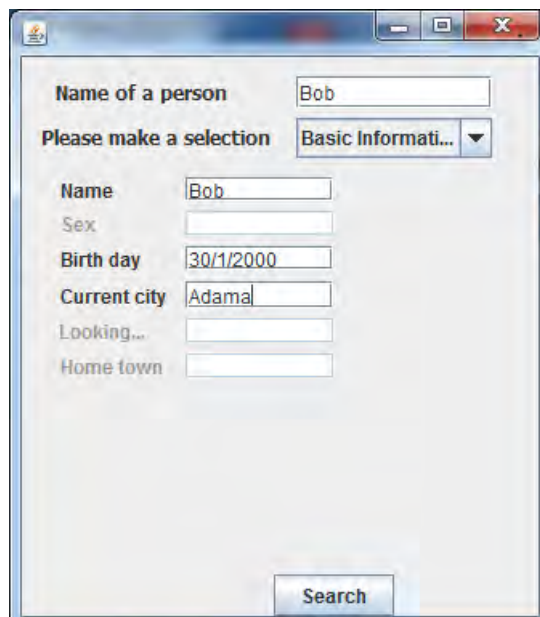 Name of a person Bob
Please make a selection Basic Informati...
Name Bob
Sex
Birth day 30/1/2000
Current city Adama
Looking...
Home town
Search